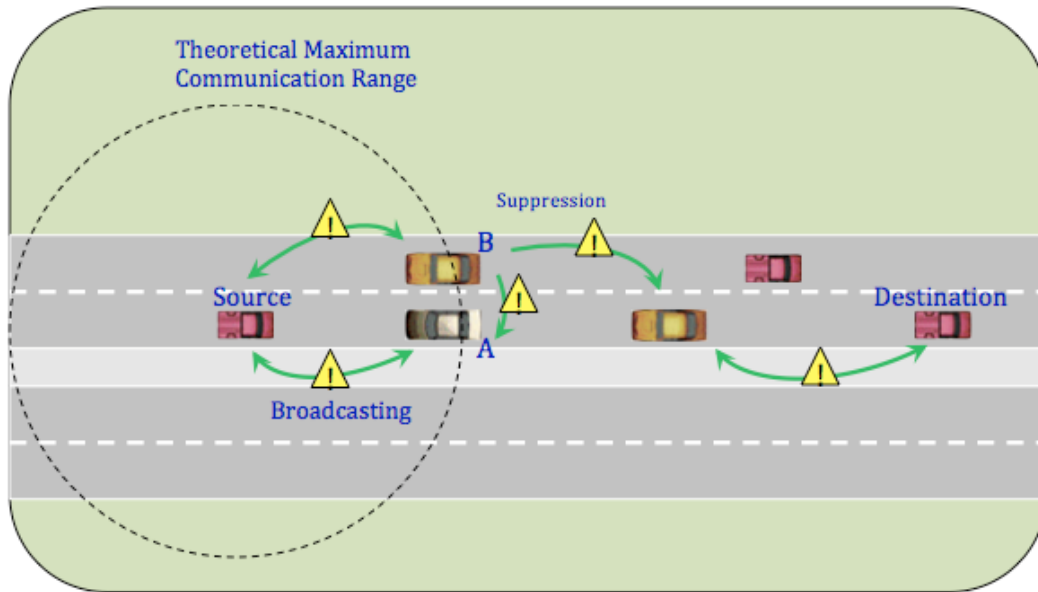 Theoretical Maximum
Communication Range
Suppression
!
!
B
!
Source
Destination
A
!
!
Broadcasting